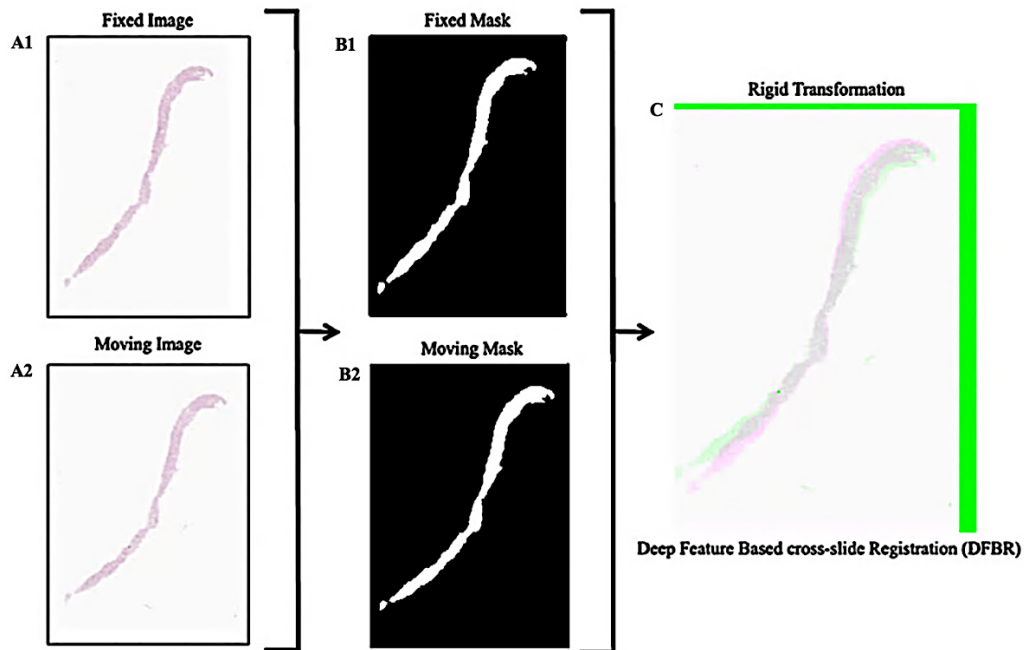 Fixed Image
A1
Moving Image
A2
Fixed Mask
B1
Moving Mask
B2
Rigid Transformation
C
Deep Feature Based cross-slide Registration (DFBR)